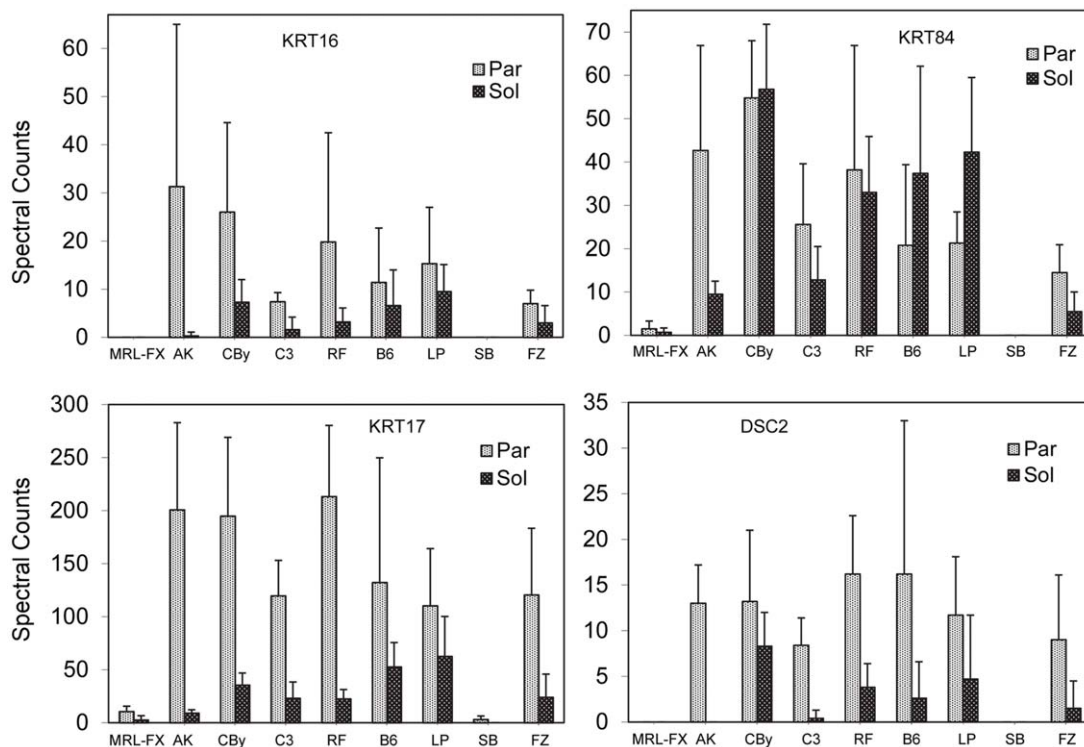 KRT16
Par
Sol
Spectral Counts
60
50
40
30
20
10
0
MRL-FX AK CBy C3 RF B6 LP SB FZ
KRT84
Par
Sol
70
60
50
40
30
20
10
0
MRL-FX AK CBy C3 RF B6 LP SB FZ
KRT17
Par
Sol
Spectral Counts
300
250
200
150
100
50
0
MRL-FX AK CBy C3 RF B6 LP SB FZ
DSC2
Par
Sol
35
30
25
20
15
10
5
0
MRL-FX AK CBy C3 RF B6 LP SB FZ